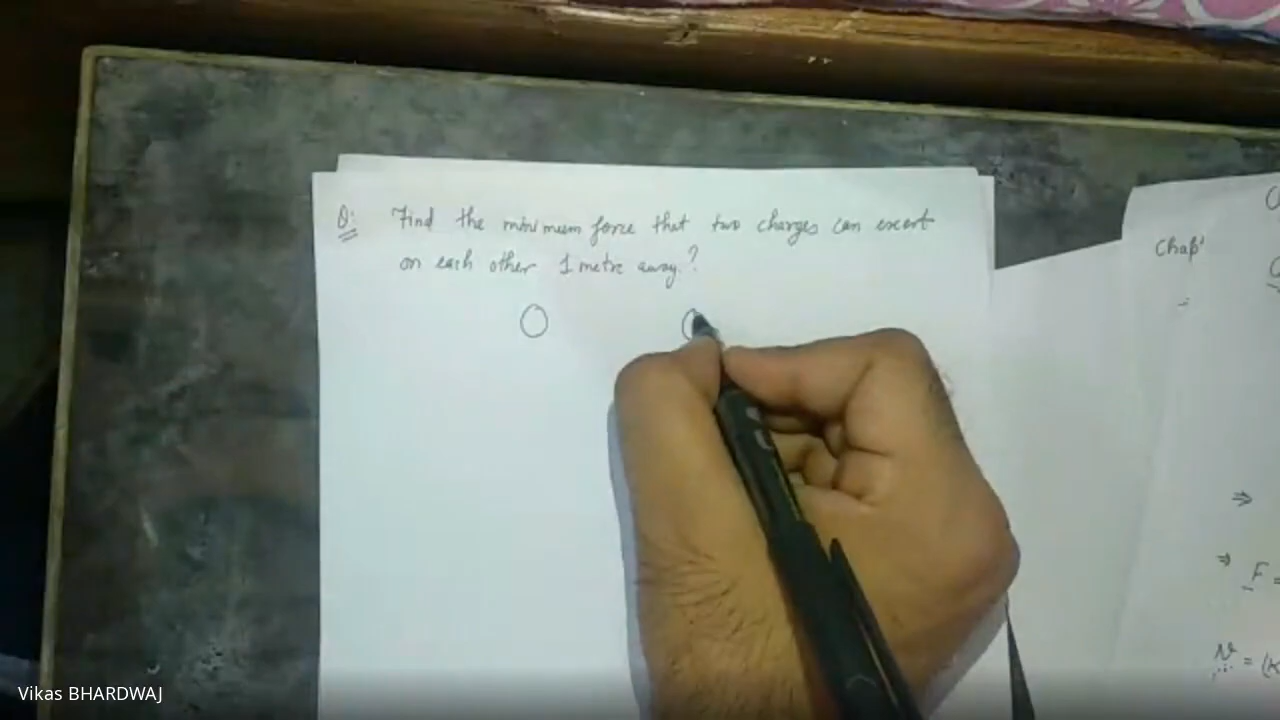 Q: Find the minimum force that two charges can exert
on each other 1 metre away.?
Chap'
⇒
⇒ F =
= (K
Vikas BHARDWAJ